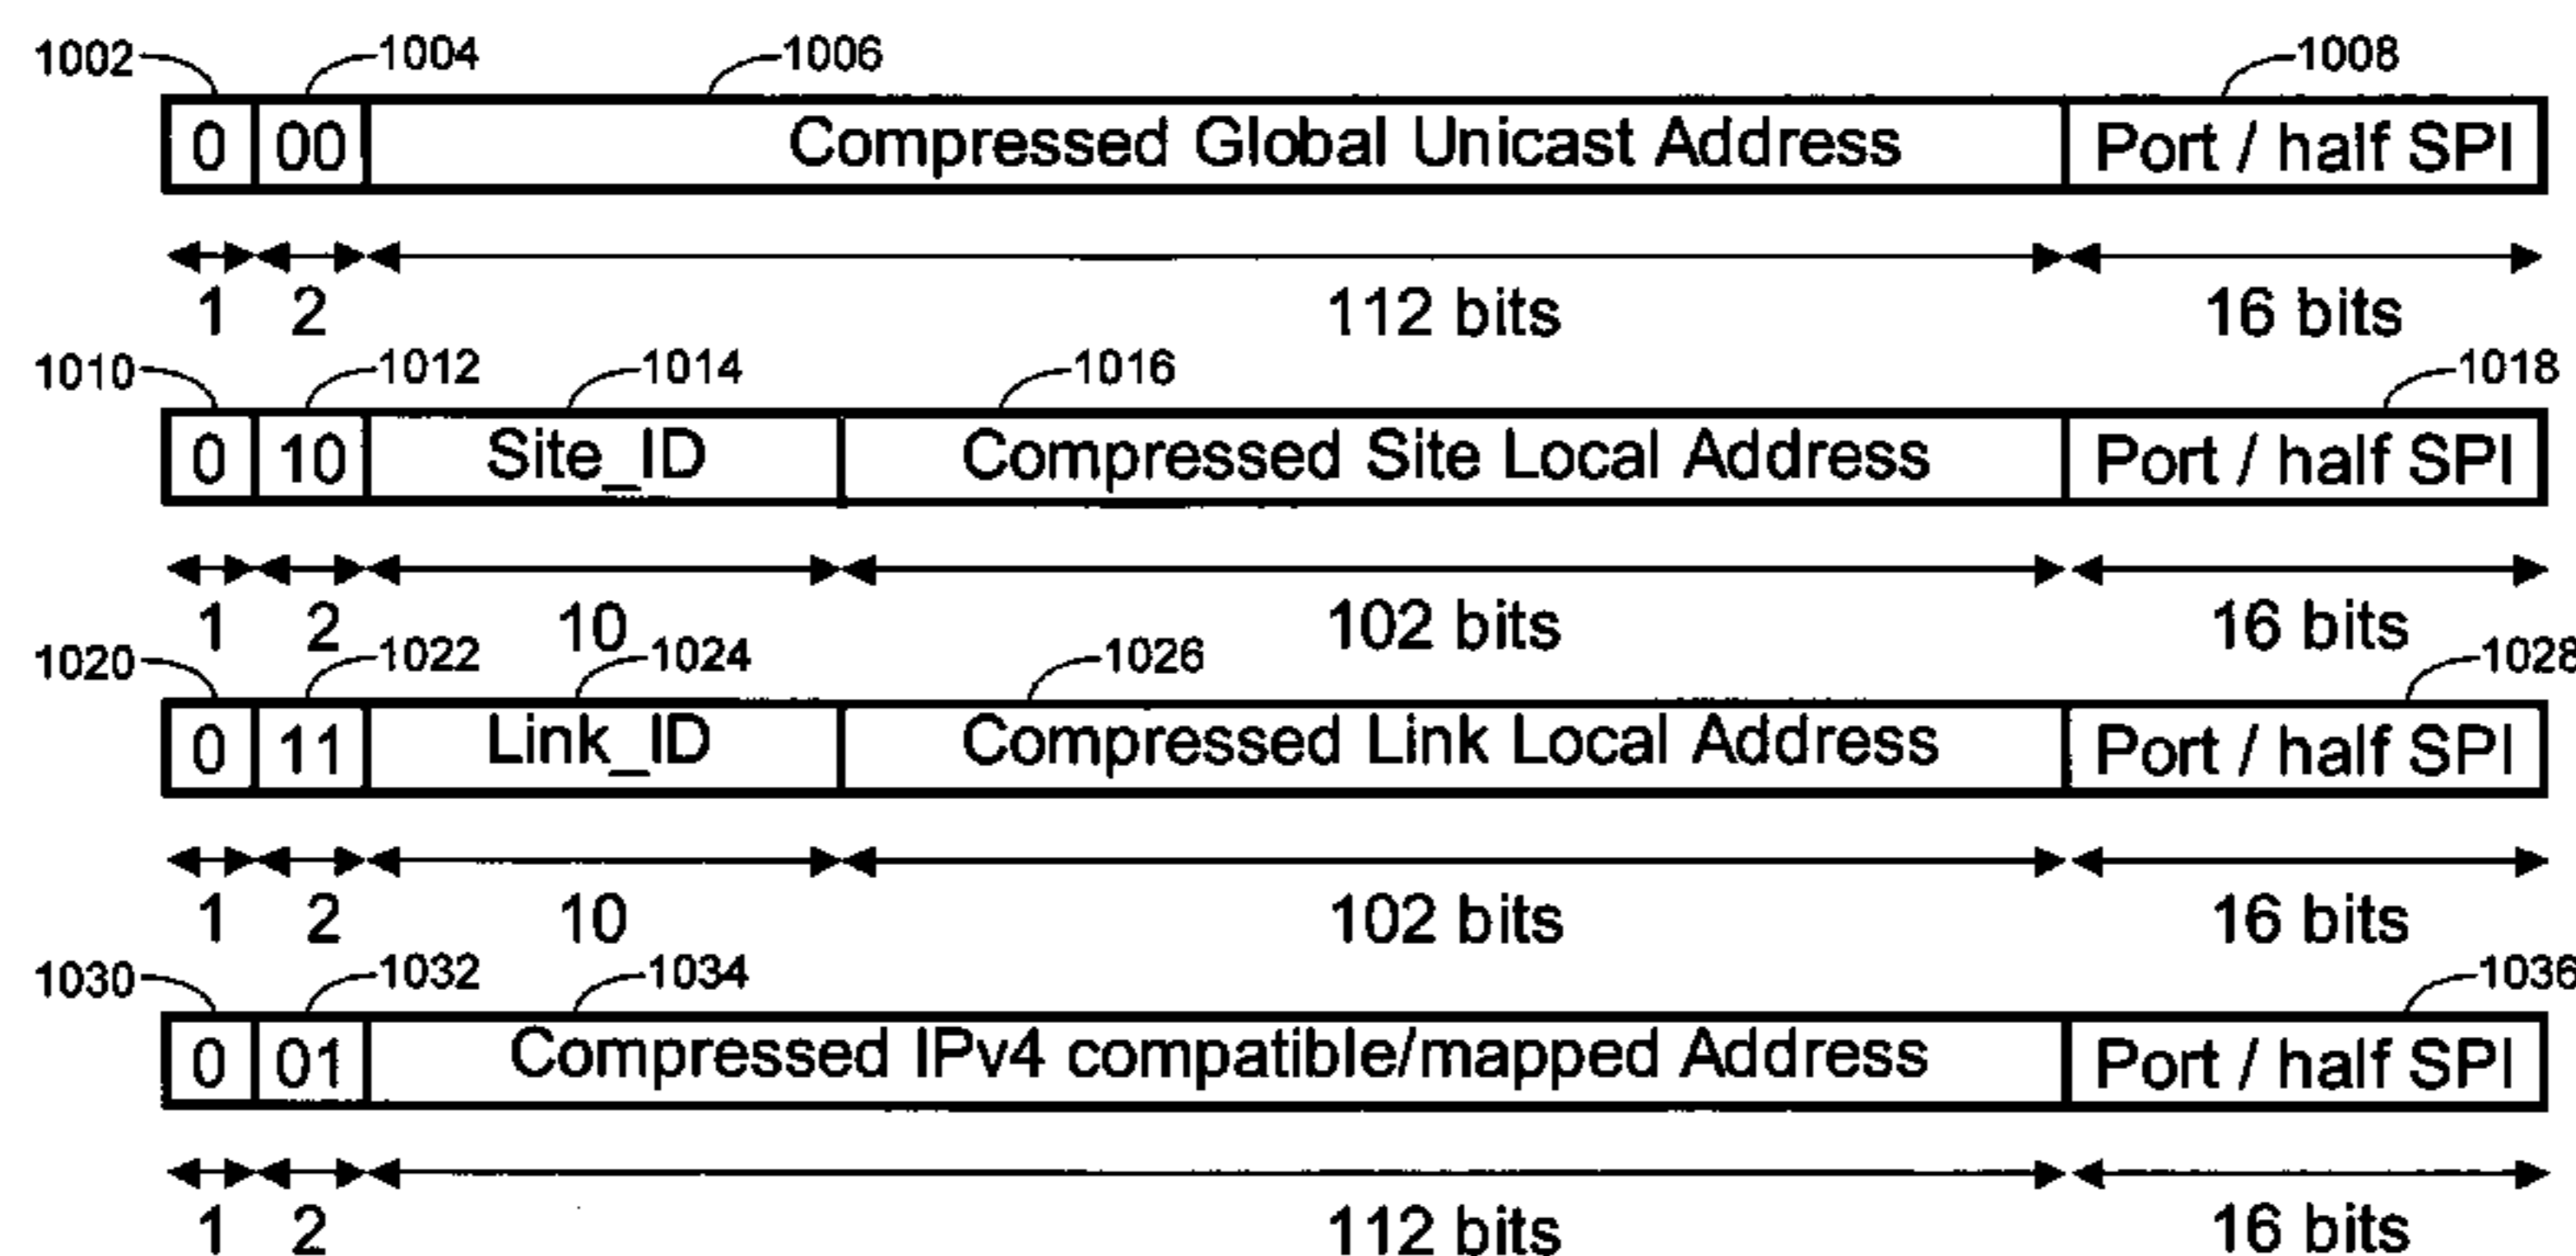 1002 1004 1006 1008
0 00 Compressed Global Unicast Address Port / half SPI
1 2 112 bits 16 bits
1010 1012 1014 1016 1018
0 10 Site_ID Compressed Site Local Address Port / half SPI
1 2 10 102 bits 16 bits
1020 1022 1024 1026 1028
0 11 Link_ID Compressed Link Local Address Port / half SPI
1 2 10 102 bits 16 bits
1030 1032 1034 1036
0 01 Compressed IPv4 compatible/mapped Address Port / half SPI
1 2 112 bits 16 bits